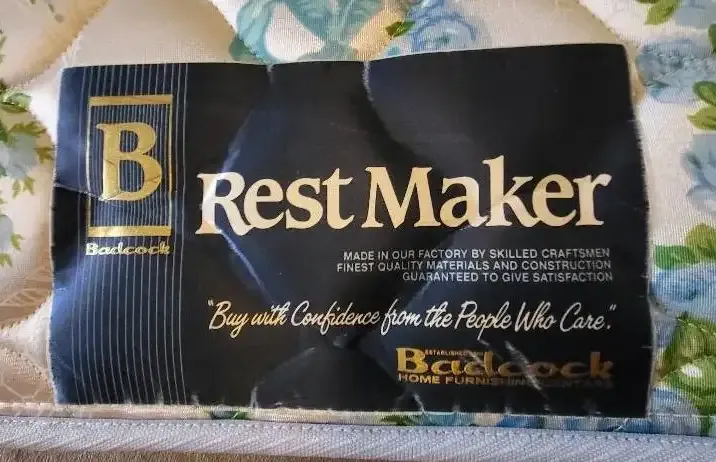 B
Badcock
Rest Maker
MADE IN OUR FACTORY BY SKILLED CRAFTSMEN
FINEST QUALITY MATERIALS AND CONSTRUCTION
GUARANTEED TO GIVE SATISFACTION
"Buy with Confidence from the People Who Care."
ESTABLISHED
Badcock
HOME FURNISHING CENTERS